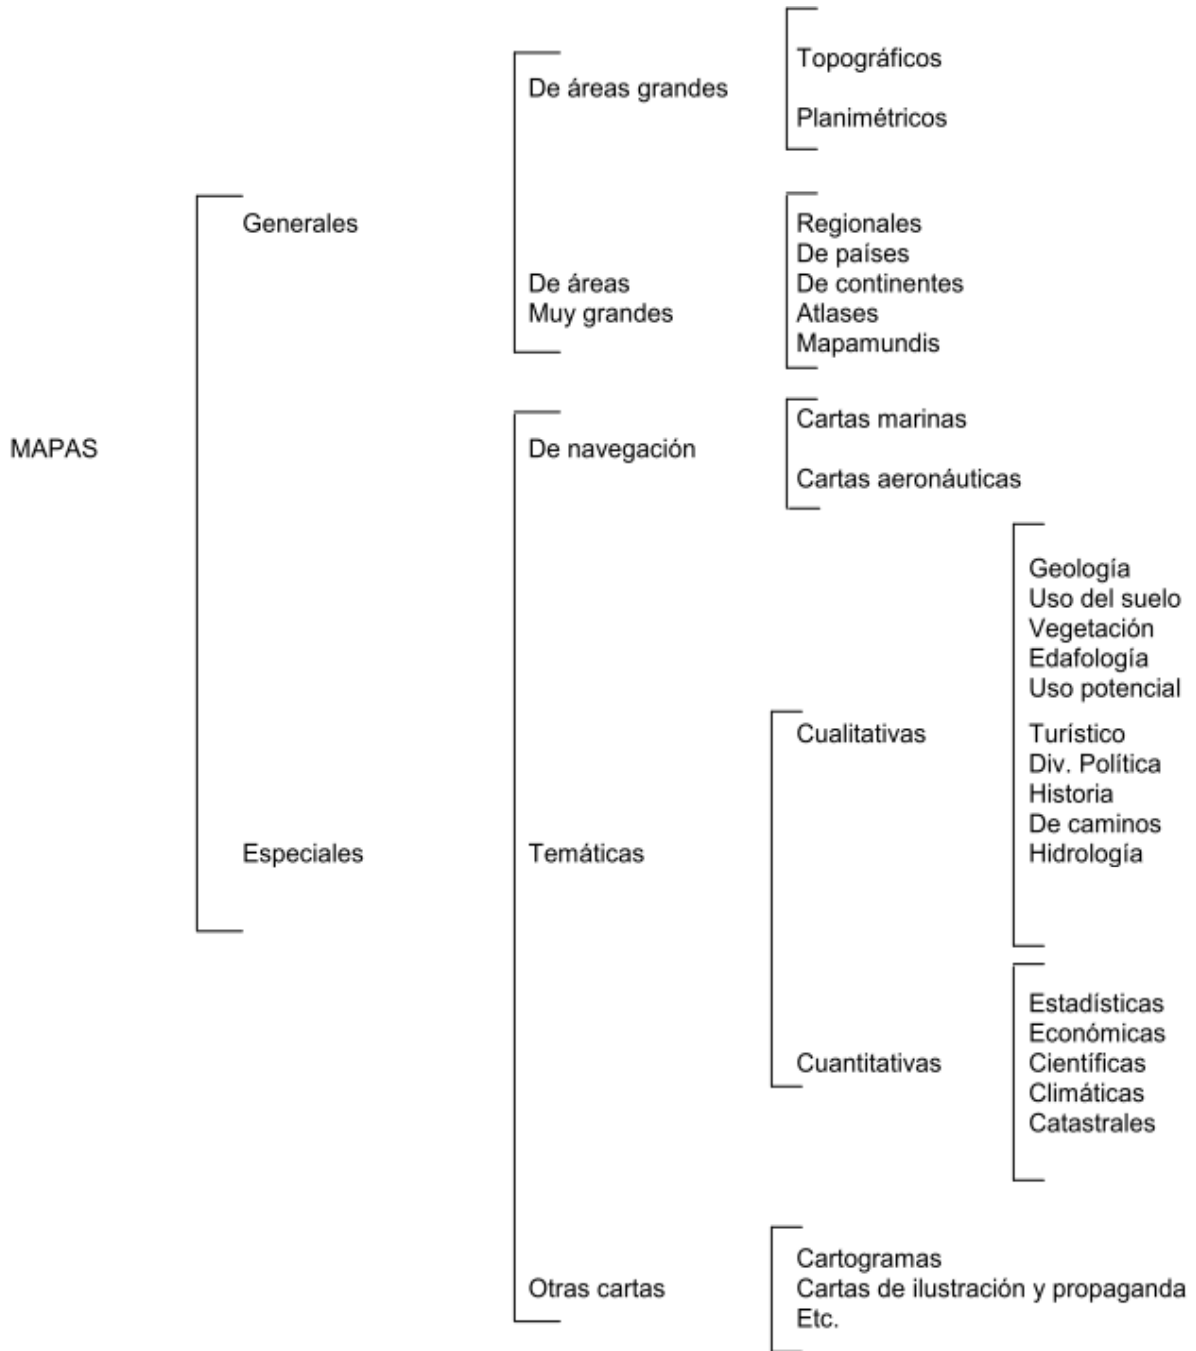 MAPAS
Generales
De áreas grandes
Topográficos
Planimétricos
De áreas
Muy grandes
Regionales
De países
De continentes
Atlases
Mapamundis
Especiales
De navegación
Cartas marinas
Cartas aeronáuticas
Temáticas
Cualitativas
Geología
Uso del suelo
Vegetación
Edafología
Uso potencial
Turístico
Div. Política
Historia
De caminos
Hidrología
Cuantitativas
Estadísticas
Económicas
Científicas
Climáticas
Catastrales
Otras cartas
Cartogramas
Cartas de ilustración y propaganda
Etc.